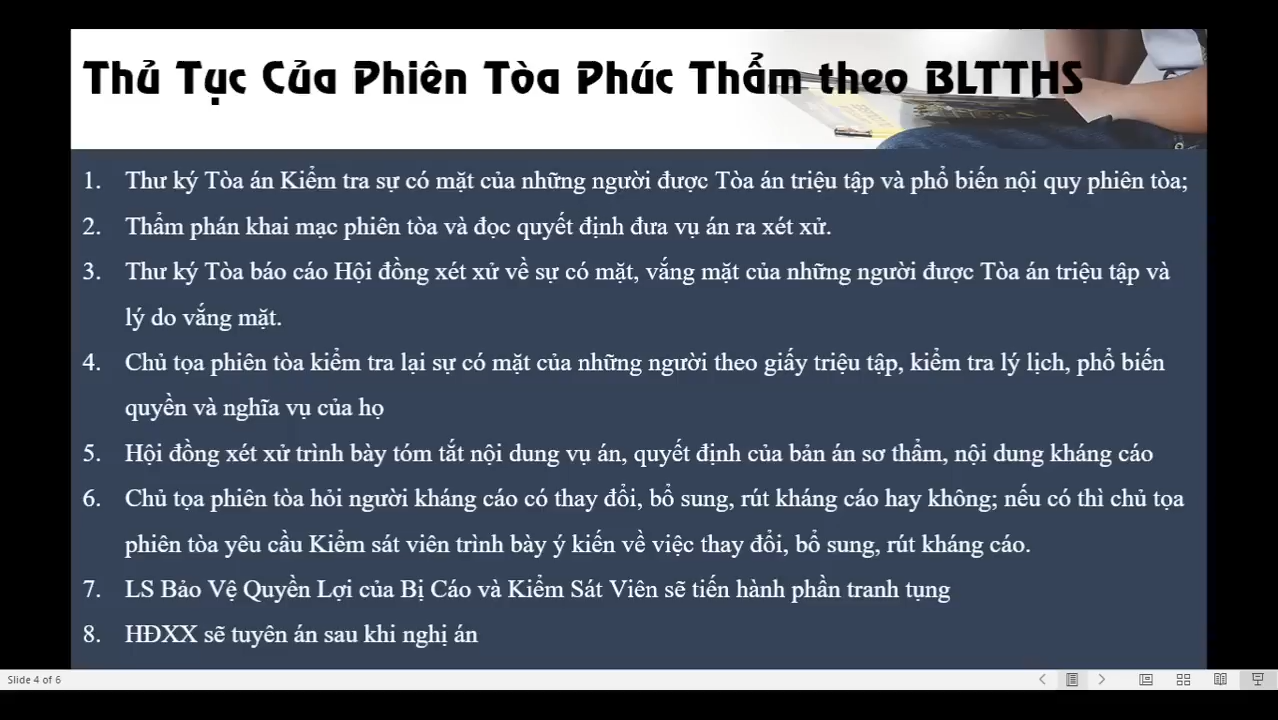 Thủ Tục Của Phiên Tòa Phúc Thẩm theo BLTTHS
1. Thư ký Tòa án Kiểm tra sự có mặt của những người được Tòa án triệu tập và phổ biến nội quy phiên tòa;
2. Thẩm phán khai mạc phiên tòa và đọc quyết định đưa vụ án ra xét xử.
3. Thư ký Tòa báo cáo Hội đồng xét xử về sự có mặt, vắng mặt của những người được Tòa án triệu tập và
lý do vắng mặt.
4. Chủ tọa phiên tòa kiểm tra lại sự có mặt của những người theo giấy triệu tập, kiểm tra lý lịch, phổ biến
quyền và nghĩa vụ của họ
5. Hội đồng xét xử trình bày tóm tắt nội dung vụ án, quyết định của bản án sơ thẩm, nội dung kháng cáo
6. Chủ tọa phiên tòa hỏi người kháng cáo có thay đổi, bổ sung, rút kháng cáo hay không; nếu có thì chủ tọa
phiên tòa yêu cầu Kiểm sát viên trình bày ý kiến về việc thay đổi, bổ sung, rút kháng cáo.
7. LS Bảo Vệ Quyền Lợi của Bị Cáo và Kiểm Sát Viên sẽ tiến hành phần tranh tụng
8. HĐXX sẽ tuyên án sau khi nghị án
Slide 4 of 6